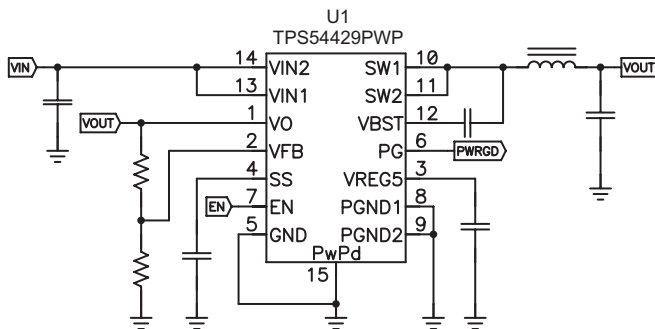 U1
TPS54429PWP
VIN
14 VIN2 SW1 10
13 VIN1 SW2 11
VOUT
VOUT 1 VO VBST 12
2 VFB PG 6 PWRGD
4 SS VREG5 3
EN 7 EN PGND1 8
5 GND PGND2 9
PwPd
15